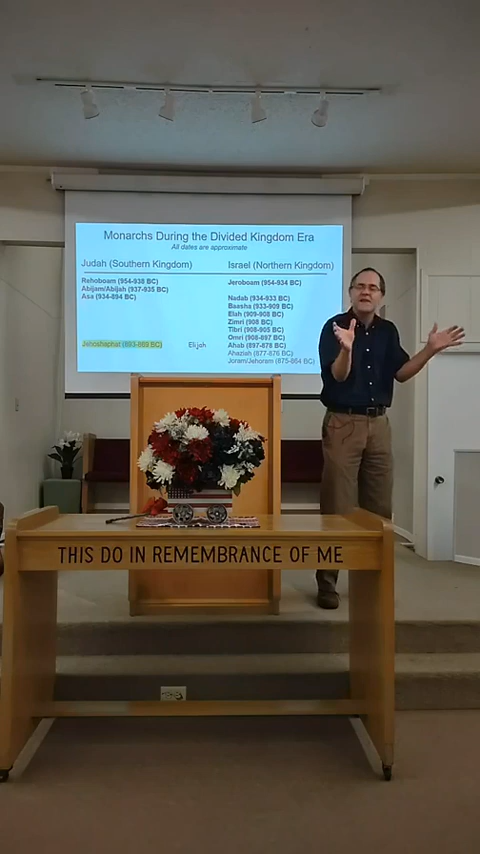 Monarchs During the Divided Kingdom Era
All dates are approximate
Judah (Southern Kingdom) Israel (Northern Kingdom)
Rehoboam (954-938 BC) Jeroboam (954-934 BC)
Abijam/Abijah (937-935 BC)
Asa (934-894 BC) Nadab (934-933 BC)
Baasha (933-909 BC)
Elah (909-908 BC)
Zimri (908 BC)
Tibri (908-905 BC)
Omri (908-897 BC)
Jehoshaphat (893-869 BC) Elijah Ahab (897-878 BC)
Ahaziah (877-876 BC)
Joram/Jehoram (875-864 BC)
THIS DO IN REMEMBRANCE OF ME